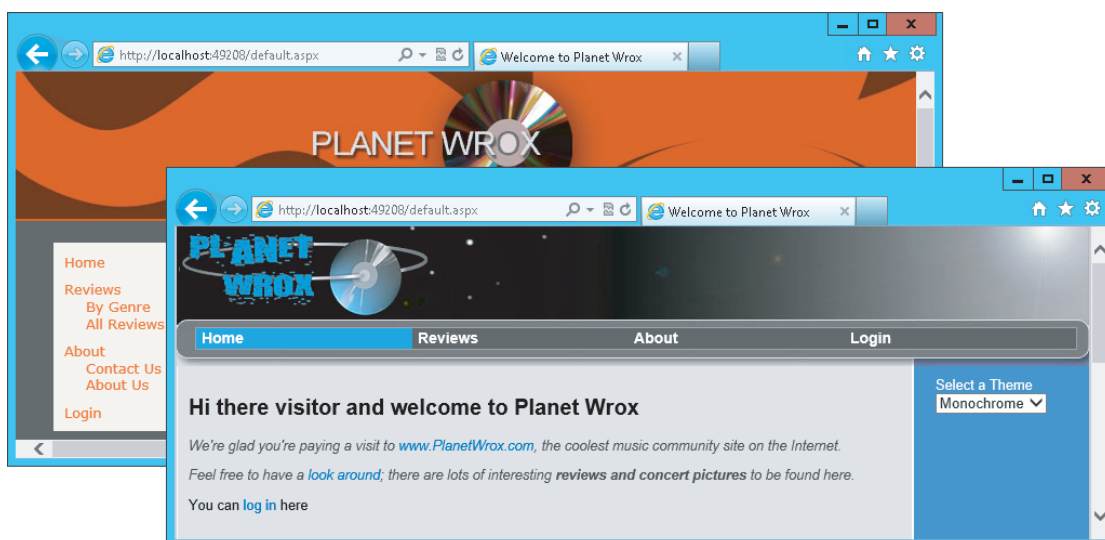 http://localhost:49208/default.aspx
Welcome to Planet Wrox
PLANET WROX
Home
Reviews
By Genre
All Reviews
About
Contact Us
About Us
Login
http://localhost:49208/default.aspx
Welcome to Planet Wrox
PLANET
WROX
Home Reviews About Login
Hi there visitor and welcome to Planet Wrox
We're glad you're paying a visit to www.PlanetWrox.com, the coolest music community site on the Internet.
Feel free to have a look around; there are lots of interesting reviews and concert pictures to be found here.
You can log in here
Select a Theme
Monochrome